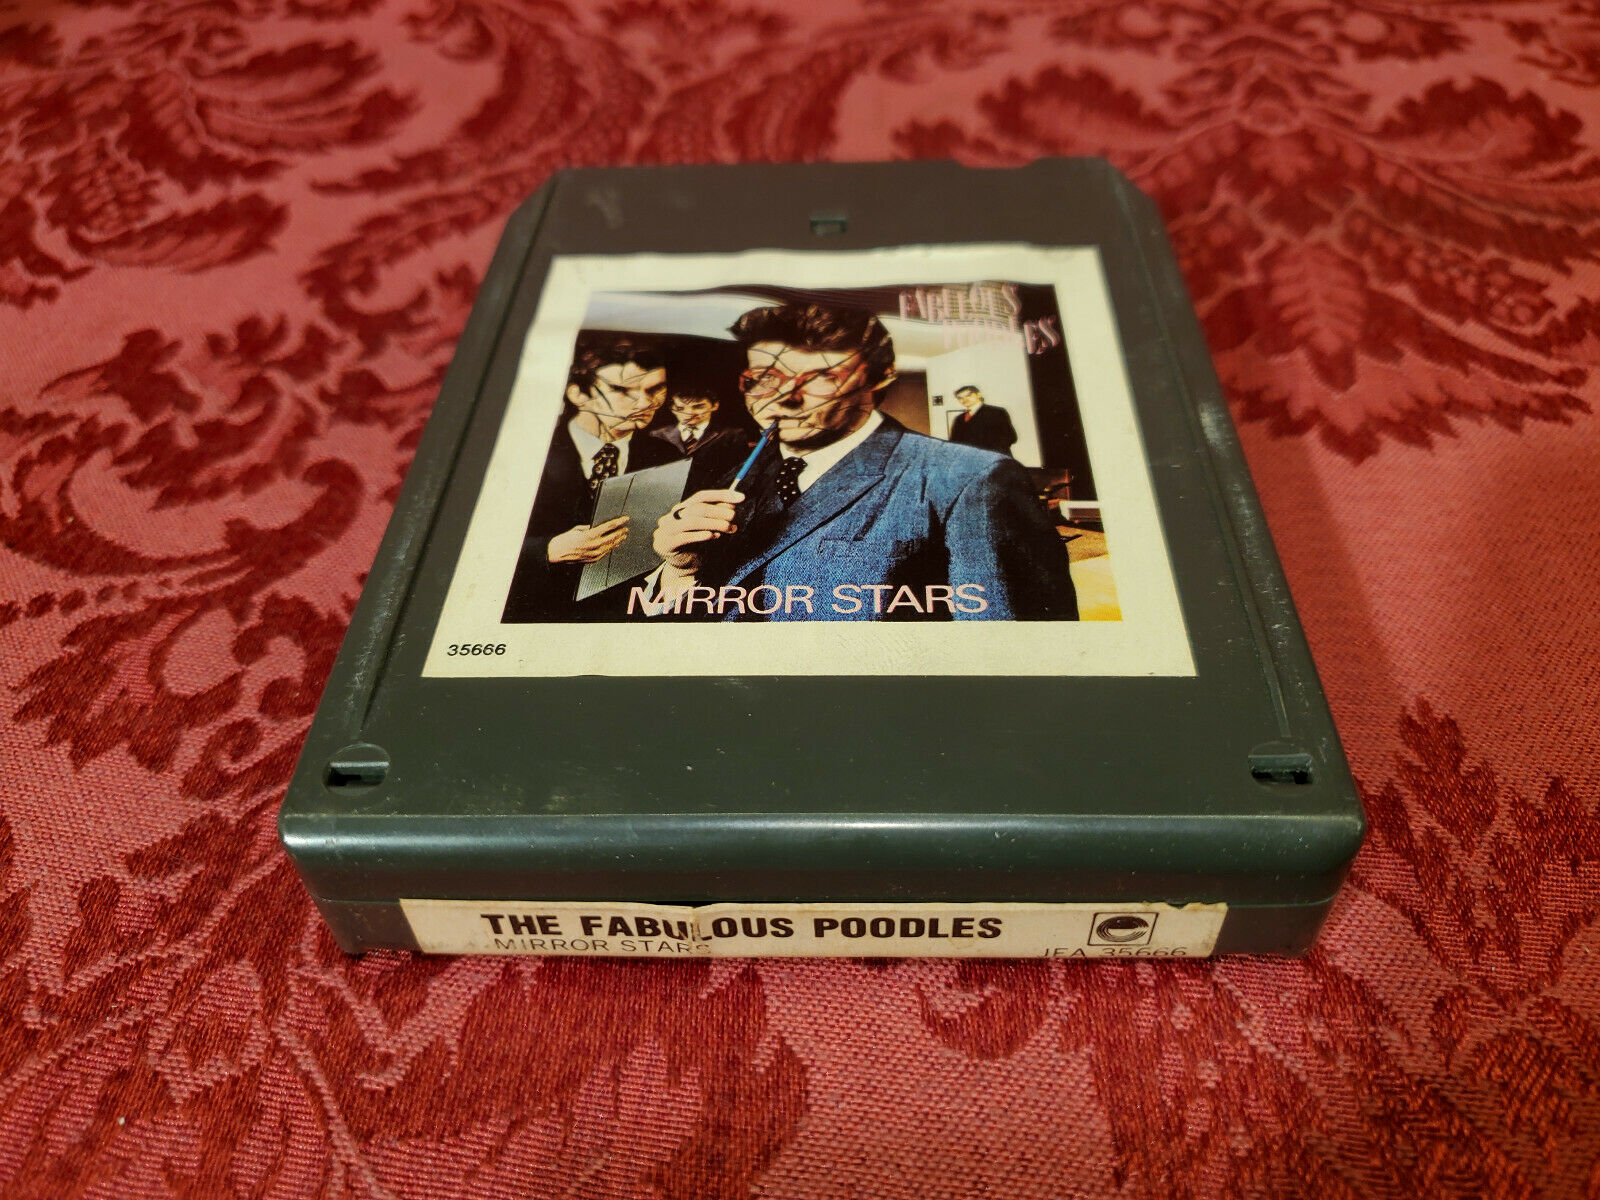 FABULOUS
POODLES
MIRROR STARS
35666
THE FABULOUS POODLES
MIRROR STARS
JEA 35666